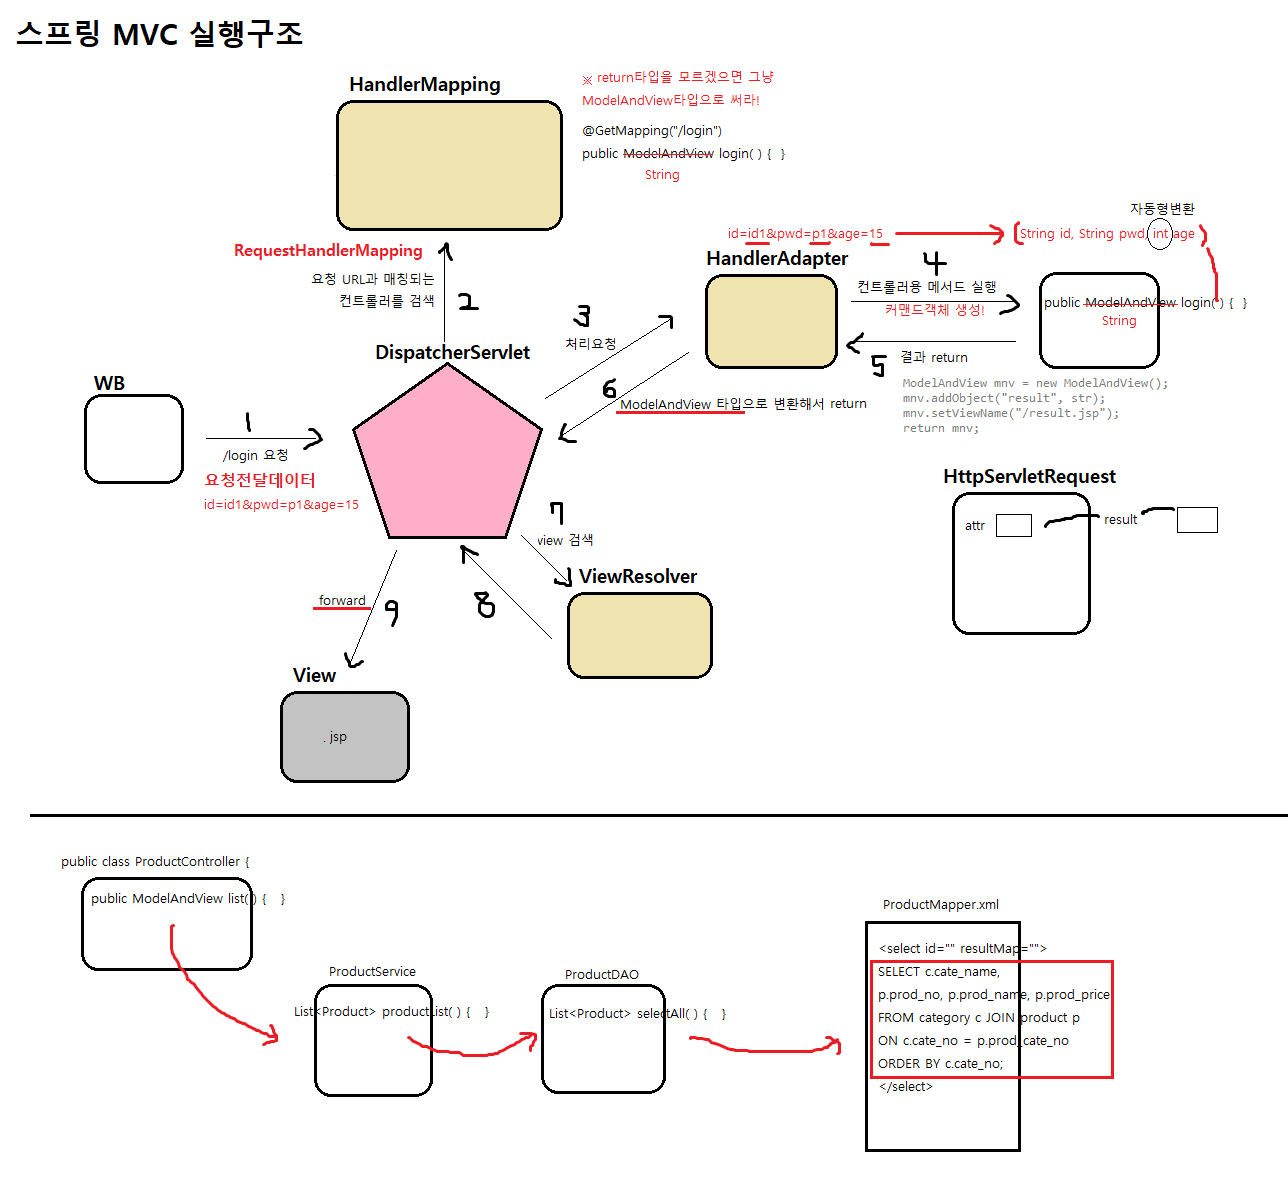 스프링 MVC 실행구조
HandlerMapping
※ return타입을 모르겠으면 그냥
ModelAndView타입으로 써라!
@GetMapping("/login")
public ModelAndView login( ) {  }
String
자동형변환
id=id1&pwd=p1&age=15
String id, String pwd, int age
RequestHandlerMapping
요청 URL과 매칭되는
컨트롤러를 검색
2
HandlerAdapter
4
컨트롤러용 메서드 실행
커맨드객체 생성!
public ModelAndView login( ) {  }
String
3
처리요청
5
결과 return
DispatcherServlet
6
ModelAndView 타입으로 변환해서 return
ModelAndView mnv = new ModelAndView();
mnv.addObject("result", str);
mnv.setViewName("/result.jsp");
return mnv;
WB
1
/login 요청
요청전달데이터
id=id1&pwd=p1&age=15
HttpServletRequest
attr
result
7
view 검색
ViewResolver
8
forward
9
View
.jsp
public class ProductController {
public ModelAndView list( ) {  }
ProductService
List<Product> productList( ) {  }
ProductDAO
List<Product> selectAll( ) {  }
ProductMapper.xml
<select id="" resultMap="">
SELECT c.cate_name,
p.prod_no, p.prod_name, p.prod_price
FROM category c JOIN product p
ON c.cate_no = p.prod_cate_no
ORDER BY c.cate_no;
</select>